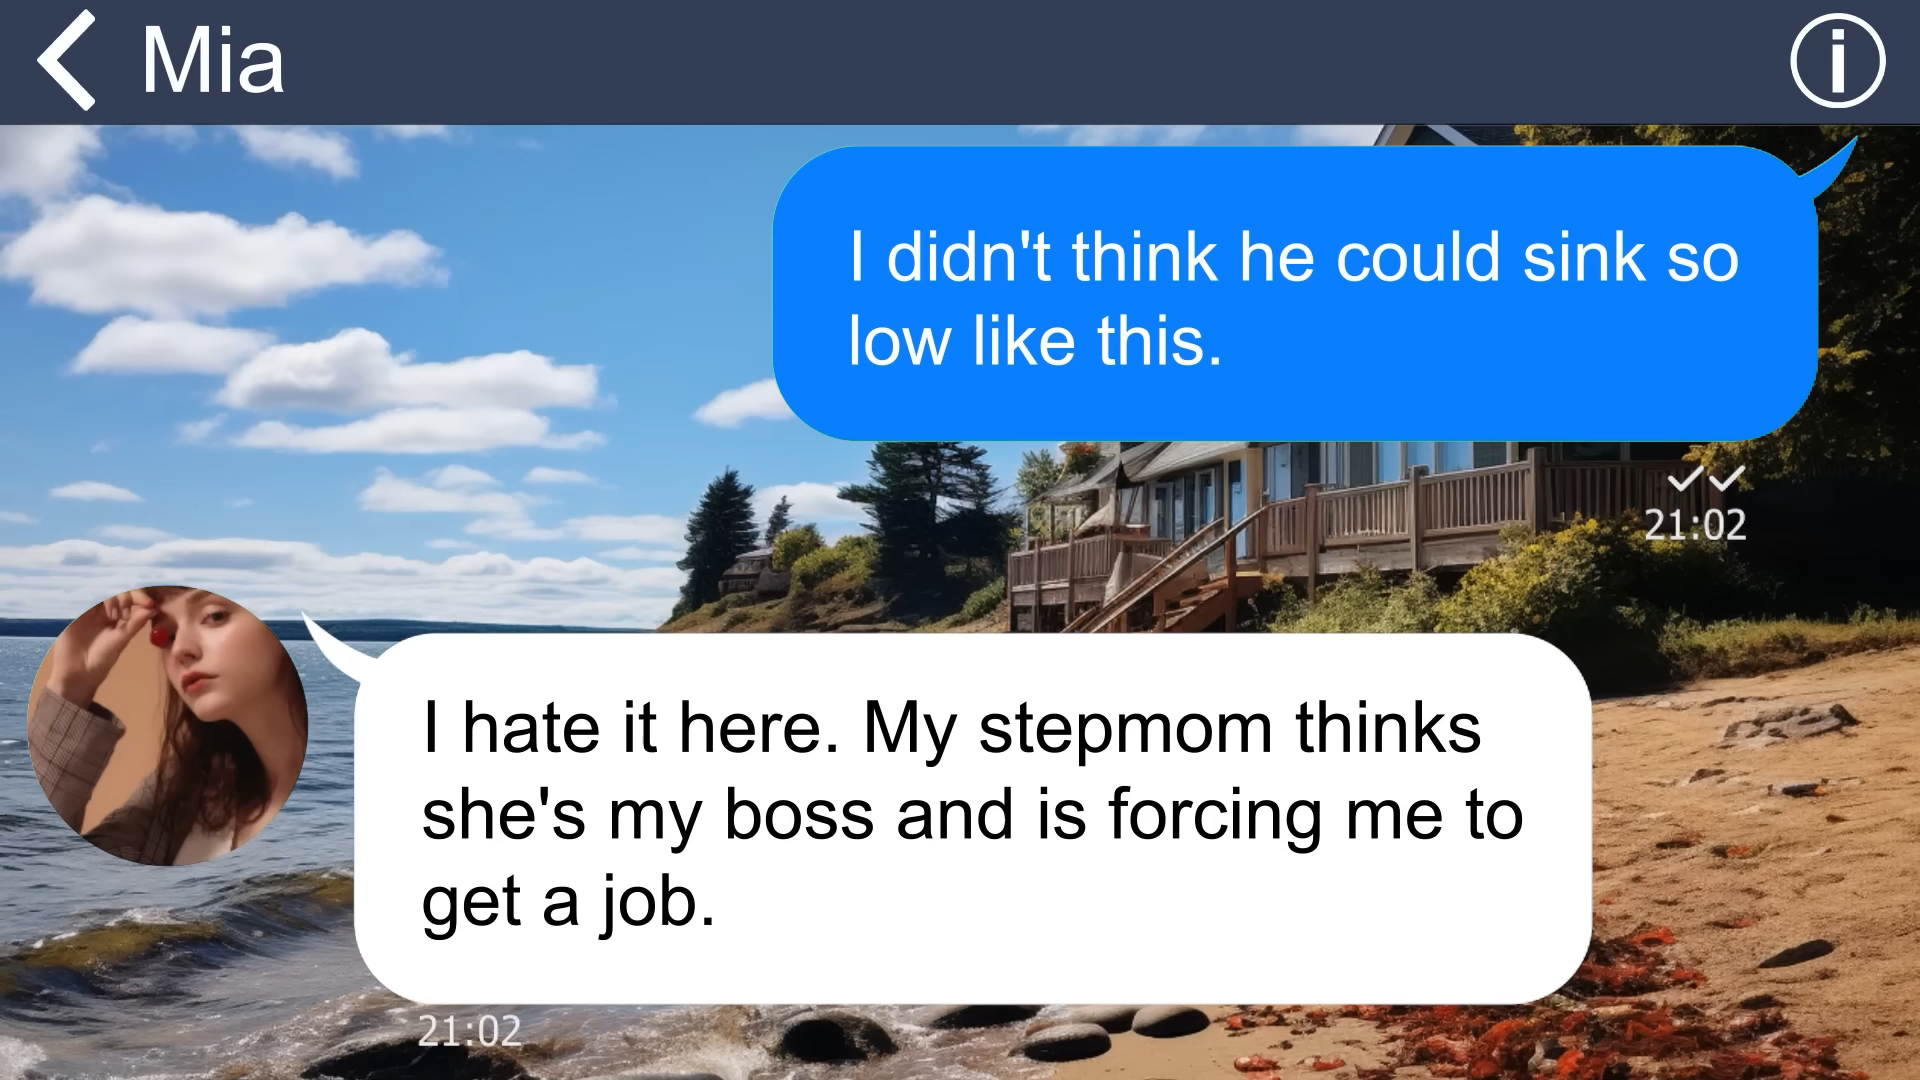 Mia
I didn't think he could sink so
low like this.
21:02
I hate it here. My stepmom thinks
she's my boss and is forcing me to
get a job.
21:02